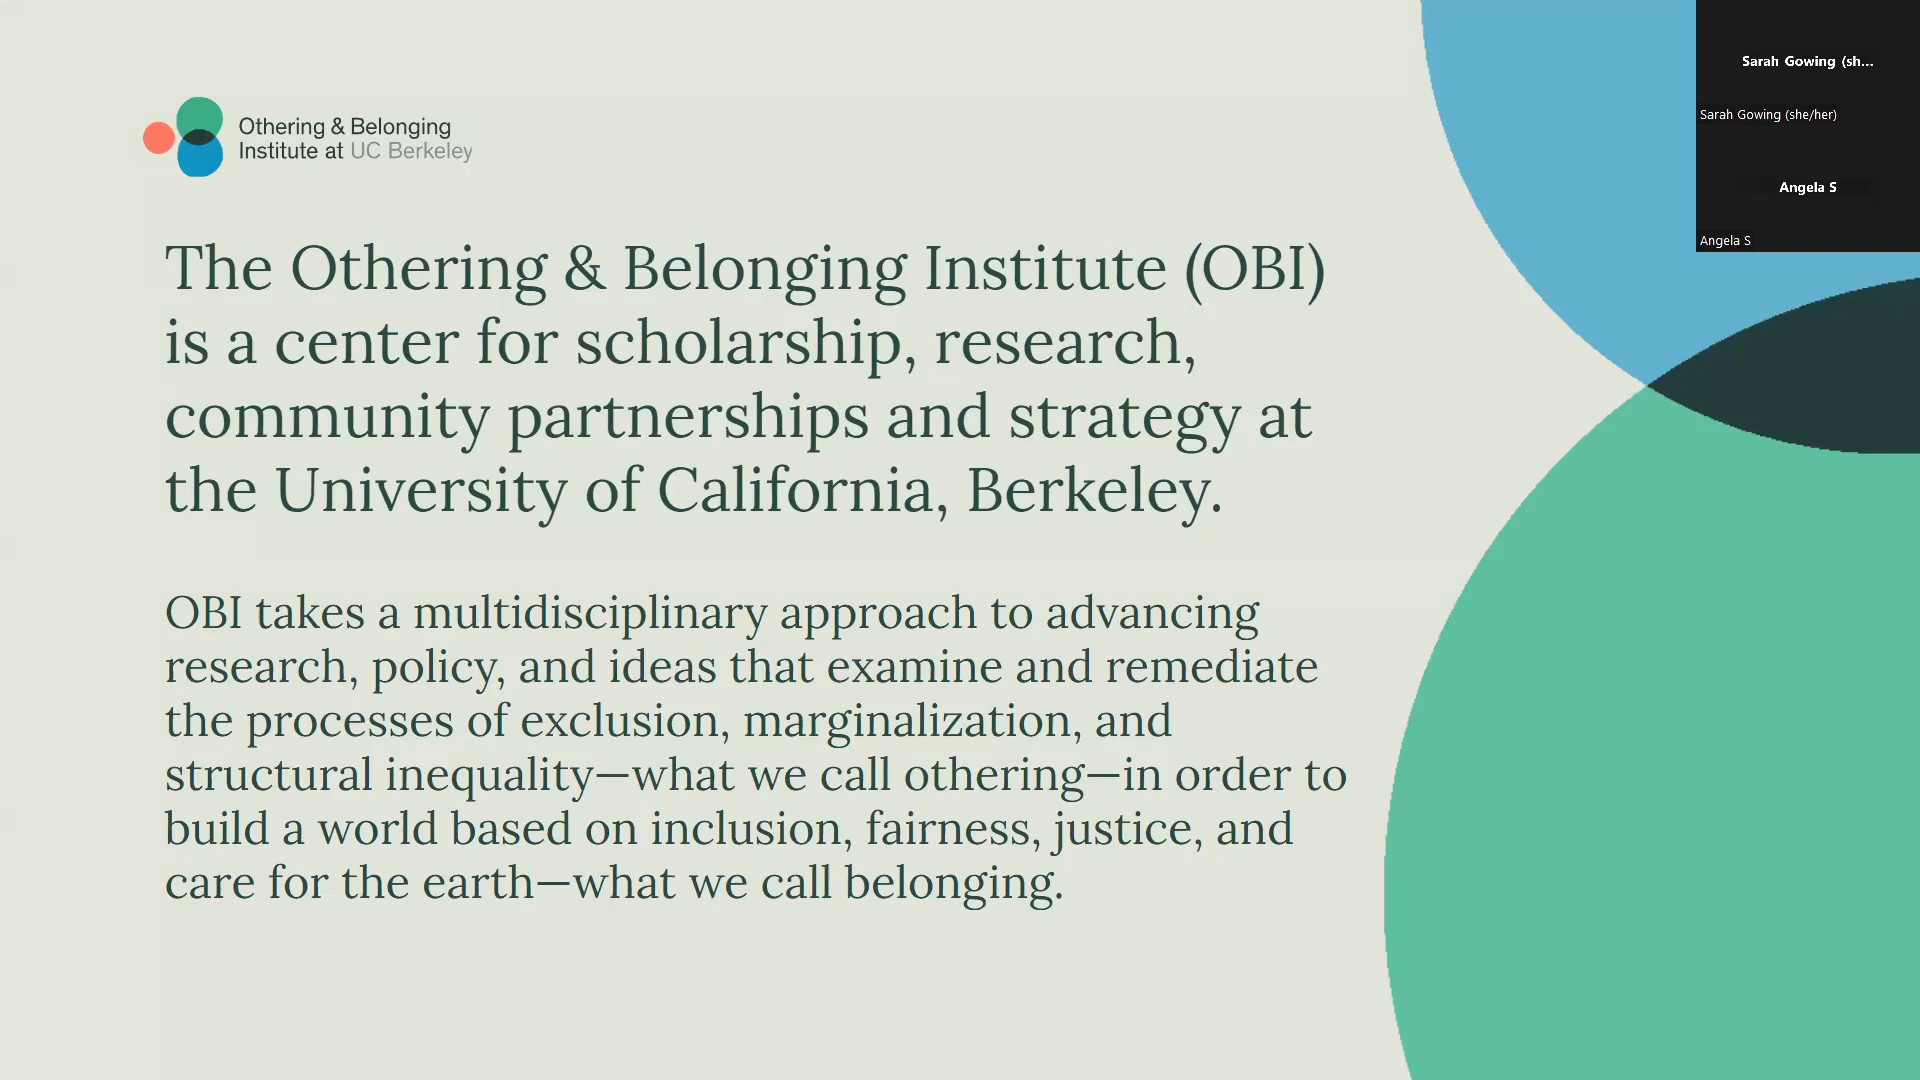 Othering & Belonging
Institute at UC Berkeley
The Othering & Belonging Institute (OBI)
is a center for scholarship, research,
community partnerships and strategy at
the University of California, Berkeley.
OBI takes a multidisciplinary approach to advancing
research, policy, and ideas that examine and remediate
the processes of exclusion, marginalization, and
structural inequality—what we call othering—in order to
build a world based on inclusion, fairness, justice, and
care for the earth—what we call belonging.
Sarah Gowing (sh...
Sarah Gowing (she/her)
Angela S
Angela S